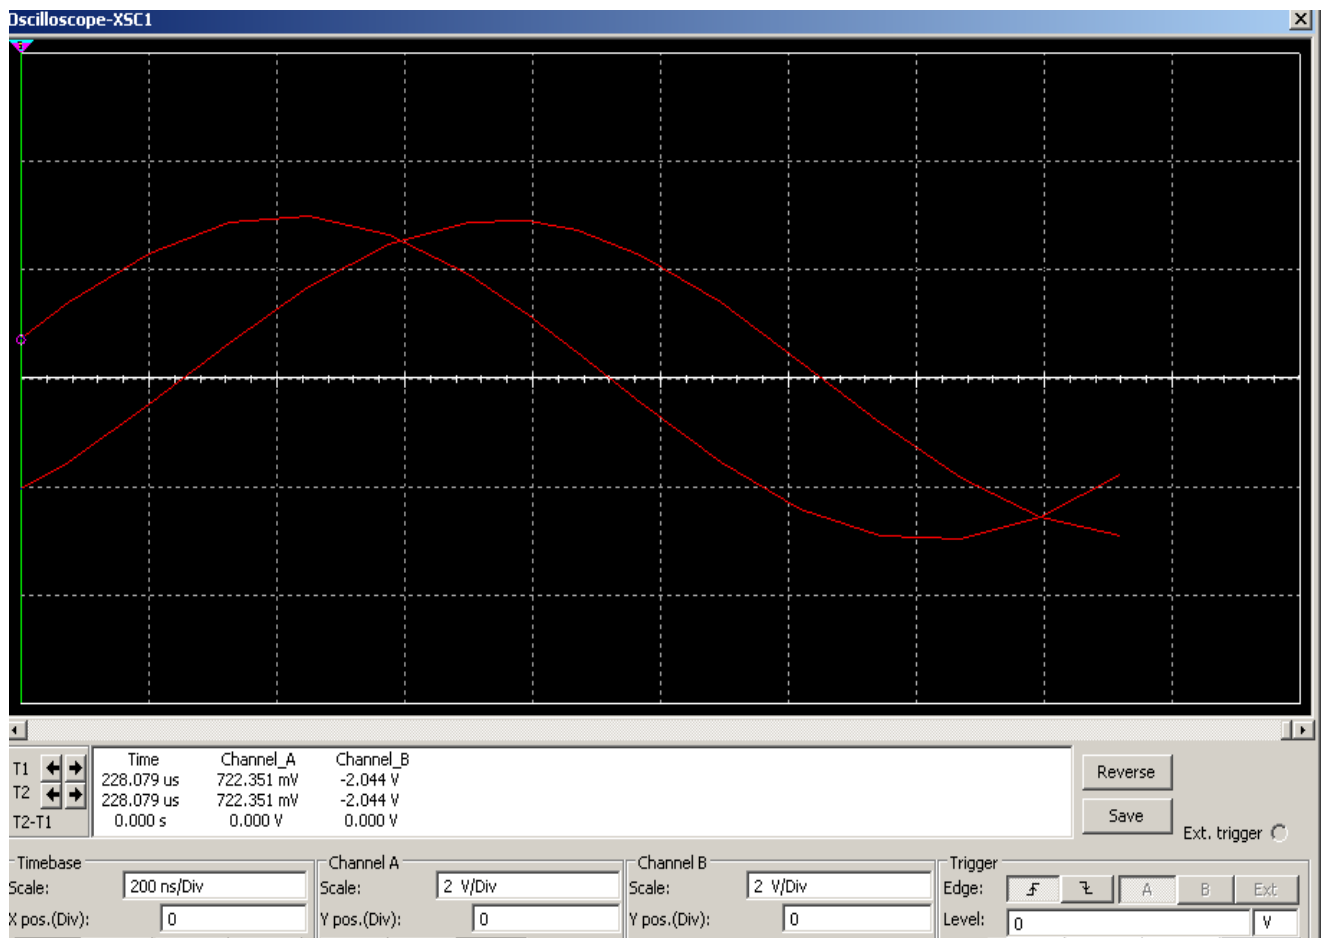 Oscilloscope-XSC1
T1
T2
T2-T1
Time Channel_A Channel_B
228.079 us 722.351 mV -2.044 V
228.079 us 722.351 mV -2.044 V
0.000 s 0.000 V 0.000 V
Reverse
Save
Ext. trigger
Timebase
Scale: 200 ns/Div
X pos.(Div): 0
Channel A
Scale: 2 V/Div
Y pos.(Div): 0
Channel B
Scale: 2 V/Div
Y pos.(Div): 0
Trigger
Edge: A B Ext
Level: 0 V